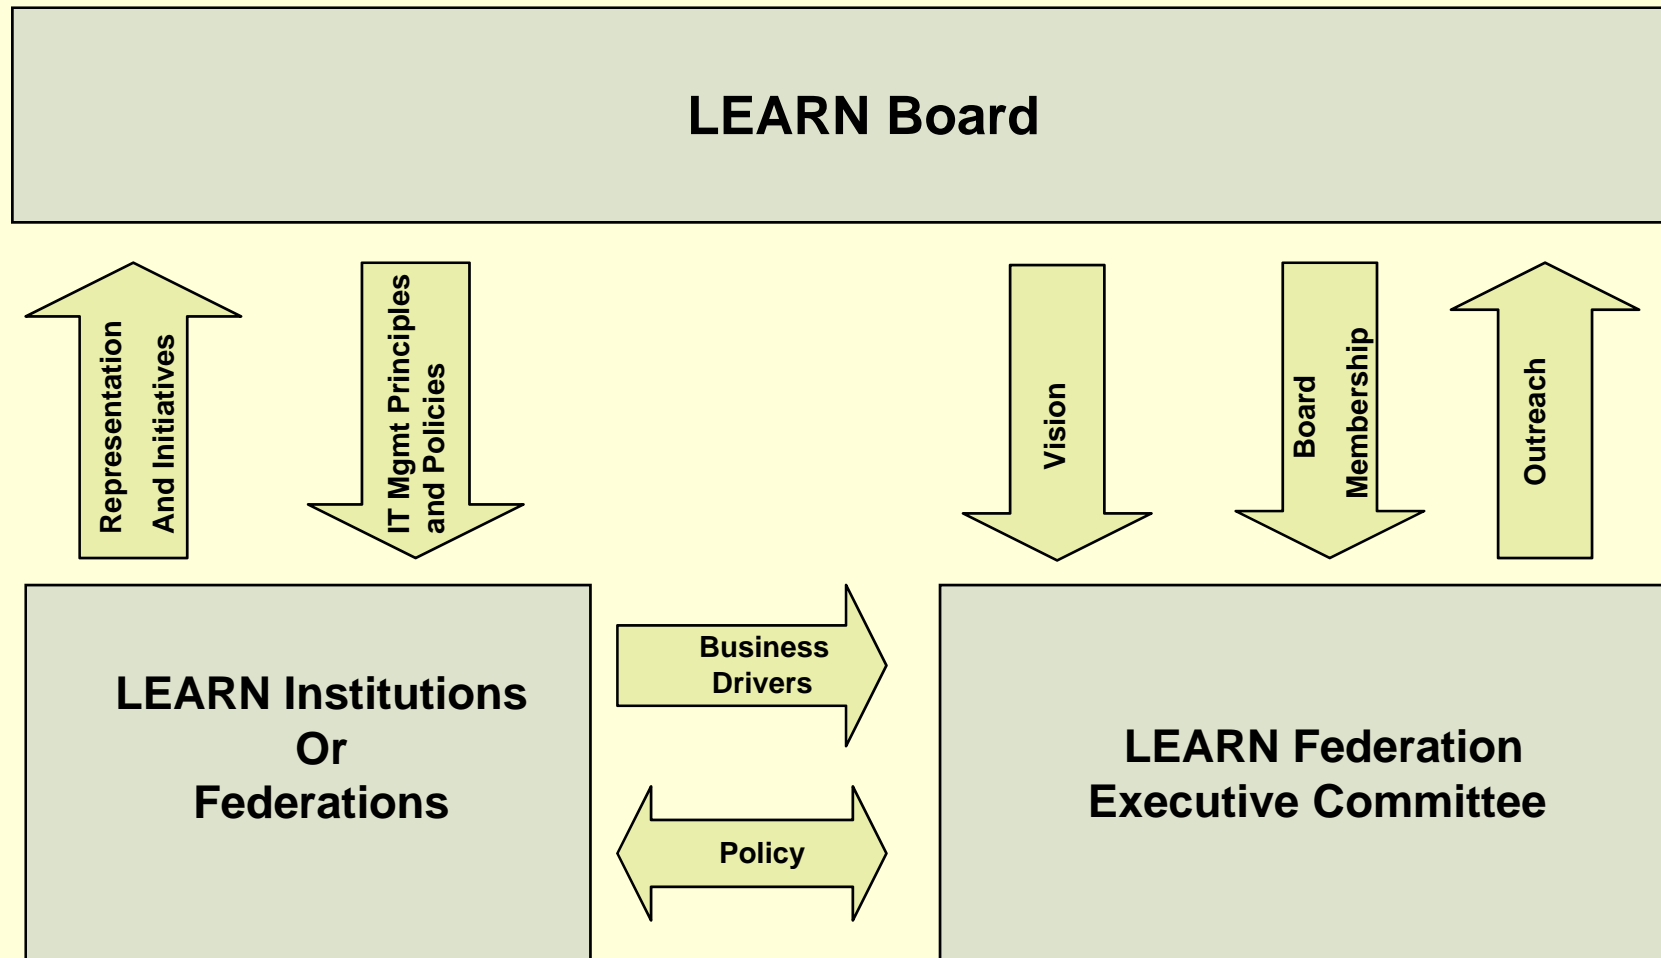 LEARN Board
Representation
And Initiatives
IT Mgmt Principles
and Policies
Vision
Board
Membership
Outreach
LEARN Institutions
Or
Federations
Business
Drivers
Policy
LEARN Federation
Executive Committee